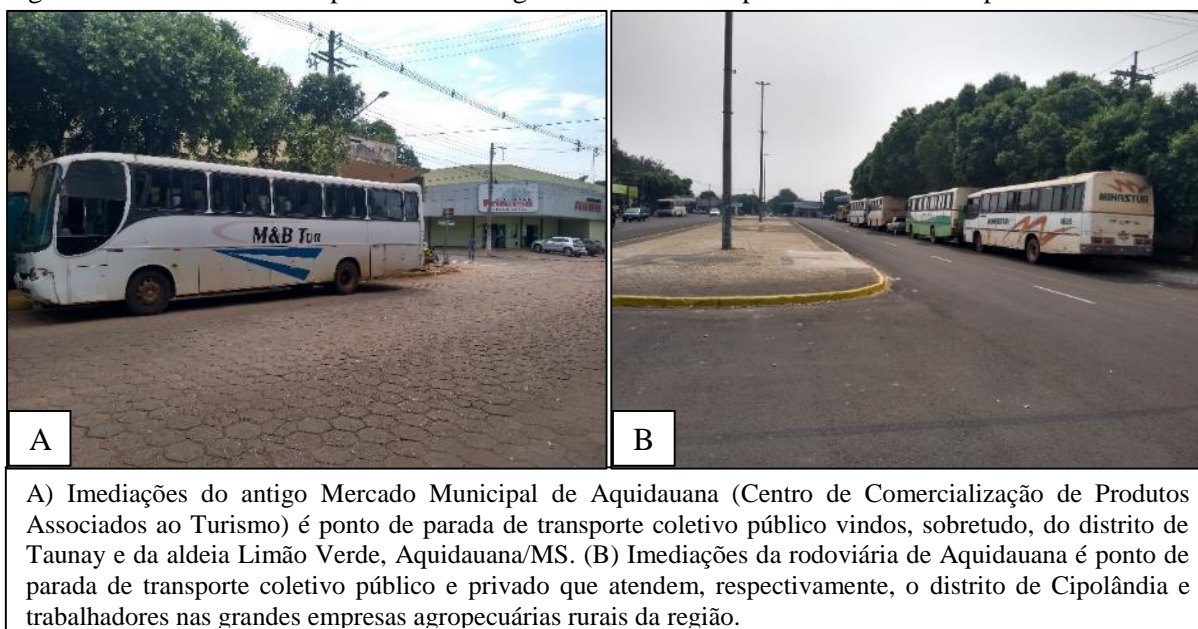 M&B Tur
Princesa
MINASTUR
MINASTUR
A
B
A) Imediações do antigo Mercado Municipal de Aquidauana (Centro de Comercialização de Produtos
Associados ao Turismo) é ponto de parada de transporte coletivo público vindos, sobretudo, do distrito de
Taunay e da aldeia Limão Verde, Aquidauana/MS. (B) Imediações da rodoviária de Aquidauana é ponto de
parada de transporte coletivo público e privado que atendem, respectivamente, o distrito de Cipolândia e
trabalhadores nas grandes empresas agropecuárias rurais da região.